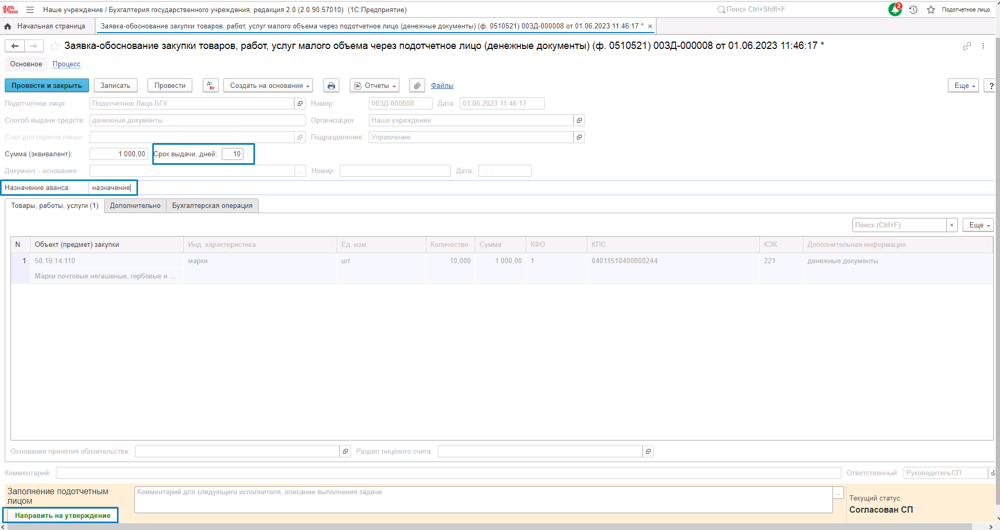 1С Наше учреждение / Бухгалтерия государственного учреждения, редакция 2.0 (2.0.90.57010) (1С:Предприятие) Поиск Ctrl+Shift+F 2 Подотчетное лицо
Начальная страница Заявка-обоснование закупки товаров, работ, услуг малого объема через подотчетное лицо (денежные документы) (ф. 0510521) 00ЗД-000008 от 01.06.2023 11:46:17 * ×
Заявка-обоснование закупки товаров, работ, услуг малого объема через подотчетное лицо (денежные документы) (ф. 0510521) 00ЗД-000008 от 01.06.2023 11:46:17 *
Основное Процесс
Провести и закрыть Записать Провести Дт Кт Создать на основании Отчеты Файлы Еще ?
Подотчетное лицо: Подотчетное Лицо БГУ Номер: 00ЗД-000008 Дата: 01.06.2023 11:46:17
Способ выдачи средств: денежные документы Организация: Наше учреждение
Счет для перечисления: Подразделение: Управление
Сумма (эквивалент): 1 000,00 Срок выдачи, дней: 10
Документ - основание: ... Номер: Дата: . .
Назначение аванса: назначение
Товары, работы, услуги (1) Дополнительно Бухгалтерская операция
Поиск (Ctrl+F) × Еще
N Объект (предмет) закупки Инд. характеристика Ед. изм. Количество Сумма КФО КПС КЭК Дополнительная информация
1 58.19.14.110 марки шт. 10,000 1 000,00 1 04011510400000244 221 денежные документы
Марки почтовые негашеные, гербовые и ...
Основание принятия обязательства: Раздел лицевого счета:
Комментарий: Ответственный: РуководительСП
Заполнение подотчетным
лицом
Комментарий для следующего исполнителя, описание выполнения задачи ...
Текущий статус:
Согласован СП
Направить на утверждение